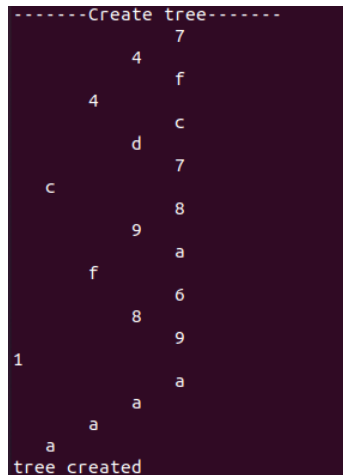 -------Create tree-------
7
4
f
4
c
d
7
c
8
9
a
f
6
8
9
1
a
a
a
a
tree created